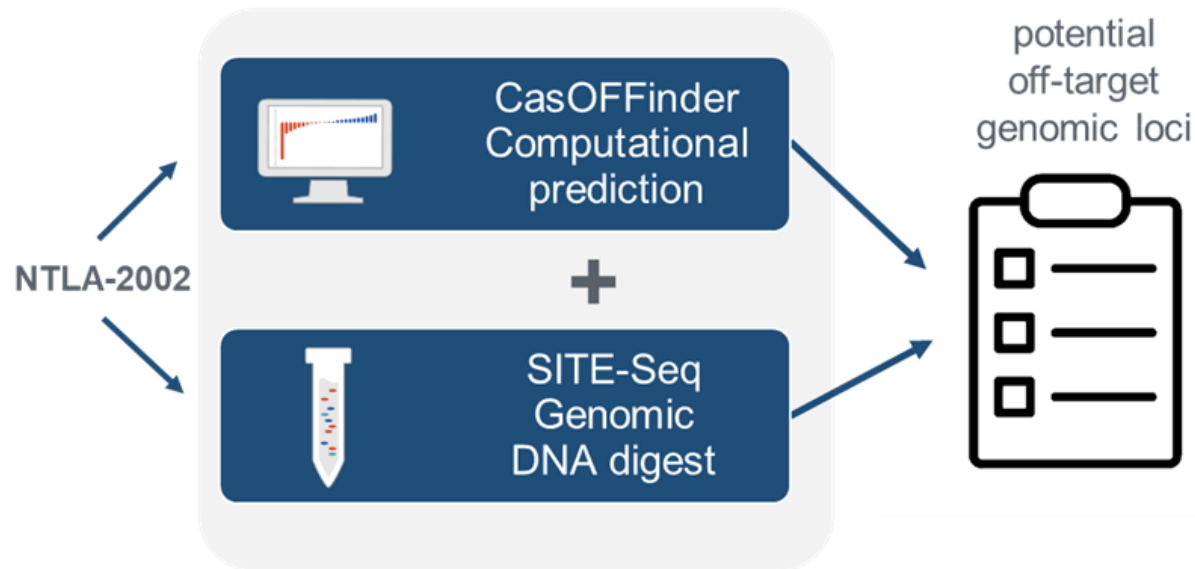 NTLA-2002
CasOFFinder
Computational
prediction
+
SITE-Seq
Genomic
DNA digest
potential
off-target
genomic loci